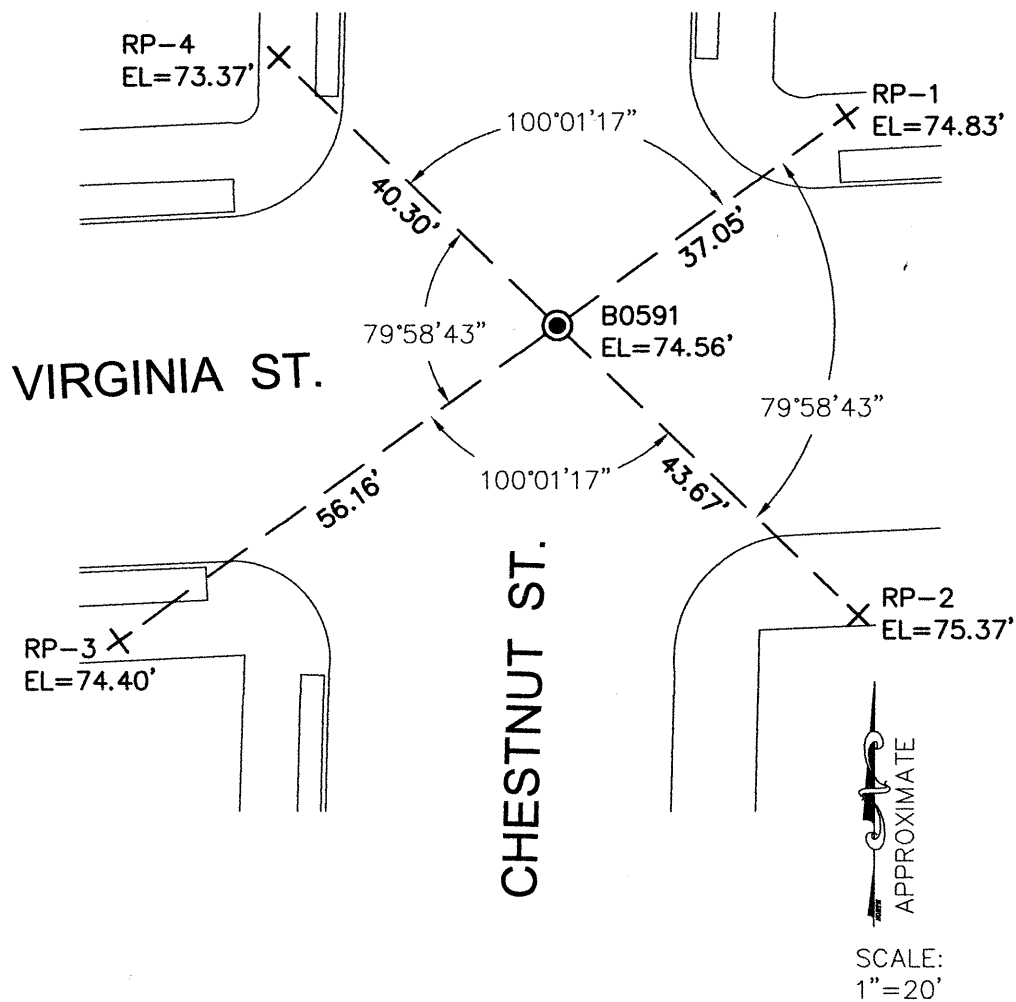 RP-4
EL=73.37'
RP-1
EL=74.83'
100°01'17"
40.30'
37.05'
B0591
EL=74.56'
79°58'43"
VIRGINIA ST.
79°58'43"
100°01'17"
56.16'
43.67'
CHESTNUT ST.
RP-2
EL=75.37'
RP-3
EL=74.40'
APPROXIMATE
SCALE:
1"=20'